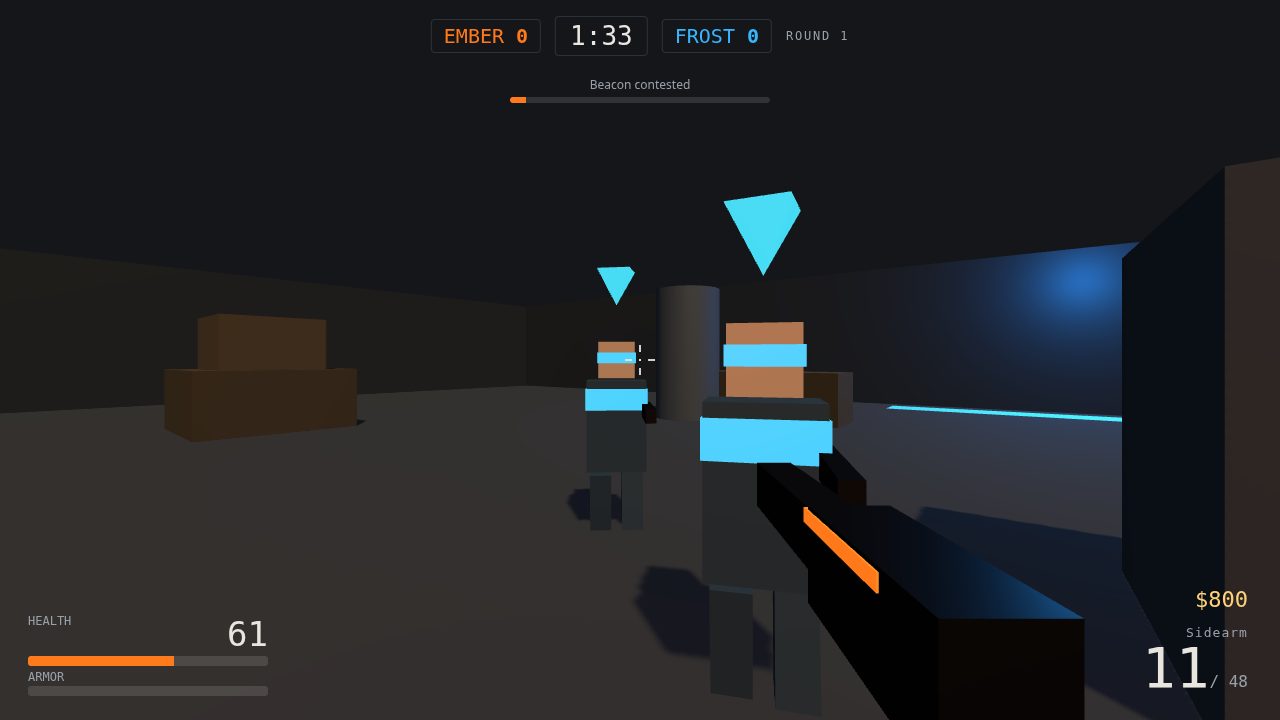 EMBER 0 1:33 FROST 0 ROUND 1
Beacon contested
HEALTH
61
ARMOR
$800
Sidearm
11 / 48